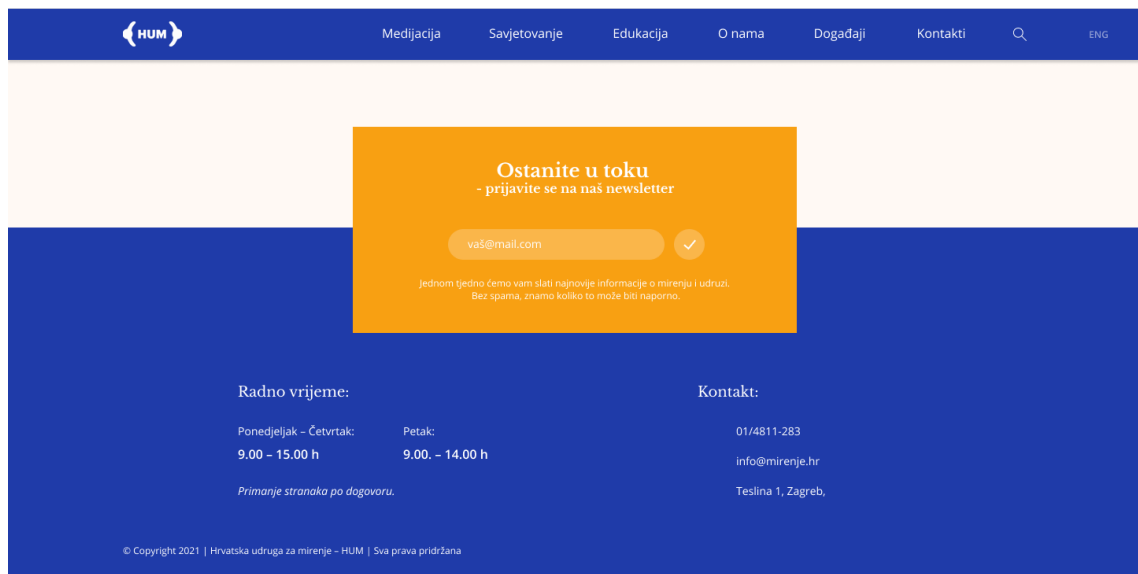 HUM
Medijacija
Savjetovanje
Edukacija
O nama
Događaji
Kontakti
ENG
Ostanite u toku
- prijavite se na naš newsletter
vaš@mail.com
Jednom tjedno ćemo vam slati najnovije informacije o mirenju i udruzi.
Bez spama, znamo koliko to može biti naporno.
Radno vrijeme:
Ponedjeljak – Četvrtak:
9.00 – 15.00 h
Petak:
9.00. – 14.00 h
Primanje stranaka po dogovoru.
Kontakt:
01/4811-283
info@mirenje.hr
Teslina 1, Zagreb,
© Copyright 2021 | Hrvatska udruga za mirenje – HUM | Sva prava pridržana